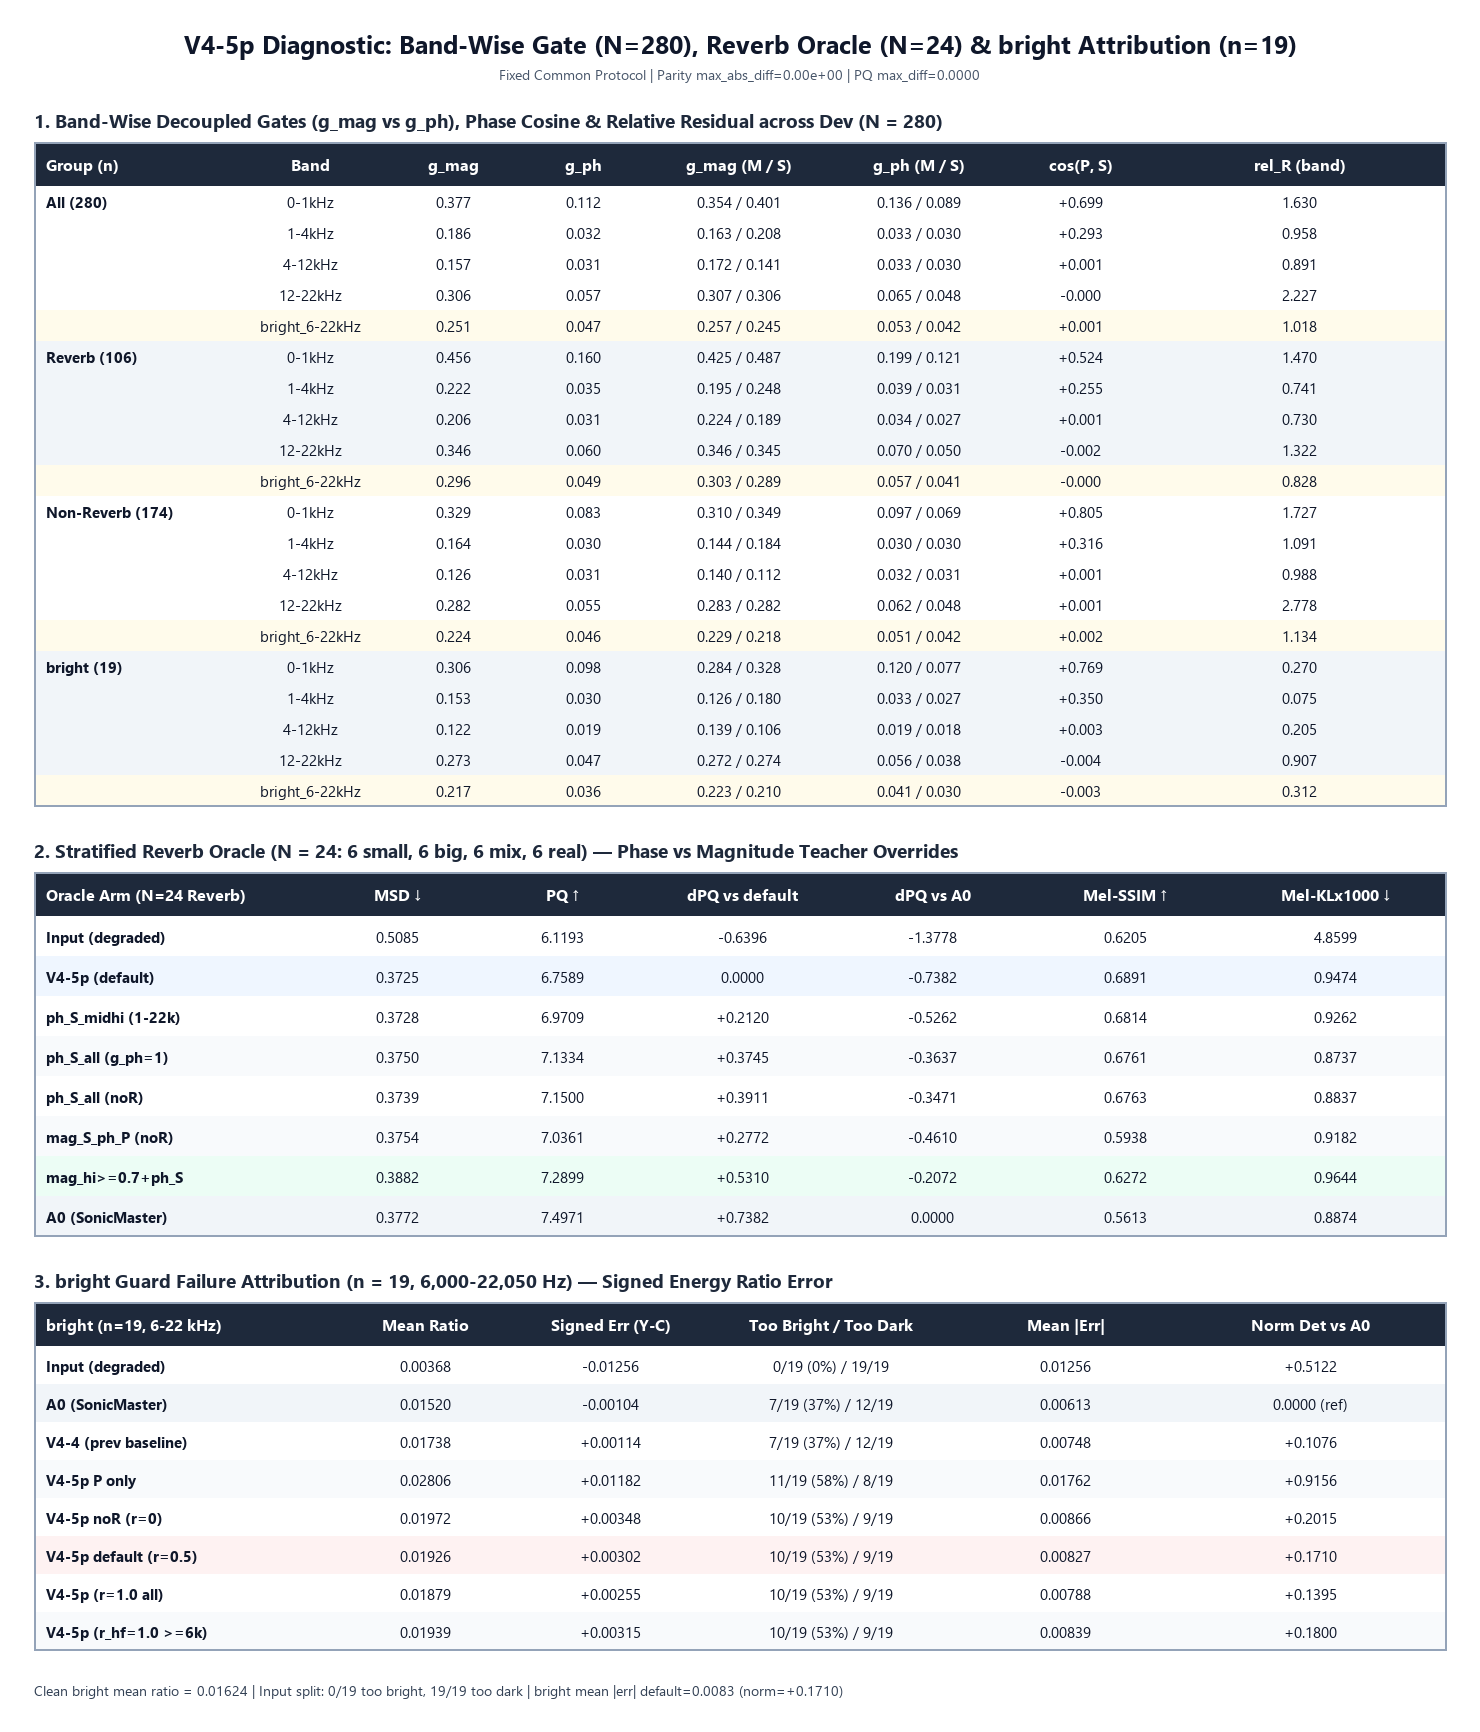 V4-5p Diagnostic: Band-Wise Gate (N=280), Reverb Oracle (N=24) & bright Attribution (n=19)
Fixed Common Protocol | Parity max_abs_diff=0.00e+00 | PQ max_diff=0.0000
1. Band-Wise Decoupled Gates (g_mag vs g_ph), Phase Cosine & Relative Residual across Dev (N = 280)
Group (n) Band g_mag g_ph g_mag (M / S) g_ph (M / S) cos(P, S) rel_R (band)
All (280) 0-1kHz 0.377 0.112 0.354 / 0.401 0.136 / 0.089 +0.699 1.630
1-4kHz 0.186 0.032 0.163 / 0.208 0.033 / 0.030 +0.293 0.958
4-12kHz 0.157 0.031 0.172 / 0.141 0.033 / 0.030 +0.001 0.891
12-22kHz 0.306 0.057 0.307 / 0.306 0.065 / 0.048 -0.000 2.227
bright_6-22kHz 0.251 0.047 0.257 / 0.245 0.053 / 0.042 +0.001 1.018
Reverb (106) 0-1kHz 0.456 0.160 0.425 / 0.487 0.199 / 0.121 +0.524 1.470
1-4kHz 0.222 0.035 0.195 / 0.248 0.039 / 0.031 +0.255 0.741
4-12kHz 0.206 0.031 0.224 / 0.189 0.034 / 0.027 +0.001 0.730
12-22kHz 0.346 0.060 0.346 / 0.345 0.070 / 0.050 -0.002 1.322
bright_6-22kHz 0.296 0.049 0.303 / 0.289 0.057 / 0.041 -0.000 0.828
Non-Reverb (174) 0-1kHz 0.329 0.083 0.310 / 0.349 0.097 / 0.069 +0.805 1.727
1-4kHz 0.164 0.030 0.144 / 0.184 0.030 / 0.030 +0.316 1.091
4-12kHz 0.126 0.031 0.140 / 0.112 0.032 / 0.031 +0.001 0.988
12-22kHz 0.282 0.055 0.283 / 0.282 0.062 / 0.048 +0.001 2.778
bright_6-22kHz 0.224 0.046 0.229 / 0.218 0.051 / 0.042 +0.002 1.134
bright (19) 0-1kHz 0.306 0.098 0.284 / 0.328 0.120 / 0.077 +0.769 0.270
1-4kHz 0.153 0.030 0.126 / 0.180 0.033 / 0.027 +0.350 0.075
4-12kHz 0.122 0.019 0.139 / 0.106 0.019 / 0.018 +0.003 0.205
12-22kHz 0.273 0.047 0.272 / 0.274 0.056 / 0.038 -0.004 0.907
bright_6-22kHz 0.217 0.036 0.223 / 0.210 0.041 / 0.030 -0.003 0.312
2. Stratified Reverb Oracle (N = 24: 6 small, 6 big, 6 mix, 6 real) — Phase vs Magnitude Teacher Overrides
Oracle Arm (N=24 Reverb) MSD ↓ PQ ↑ dPQ vs default dPQ vs A0 Mel-SSIM ↑ Mel-KLx1000 ↓
Input (degraded) 0.5085 6.1193 -0.6396 -1.3778 0.6205 4.8599
V4-5p (default) 0.3725 6.7589 0.0000 -0.7382 0.6891 0.9474
ph_S_midhi (1-22k) 0.3728 6.9709 +0.2120 -0.5262 0.6814 0.9262
ph_S_all (g_ph=1) 0.3750 7.1334 +0.3745 -0.3637 0.6761 0.8737
ph_S_all (noR) 0.3739 7.1500 +0.3911 -0.3471 0.6763 0.8837
mag_S_ph_P (noR) 0.3754 7.0361 +0.2772 -0.4610 0.5938 0.9182
mag_hi>=0.7+ph_S 0.3882 7.2899 +0.5310 -0.2072 0.6272 0.9644
A0 (SonicMaster) 0.3772 7.4971 +0.7382 0.0000 0.5613 0.8874
3. bright Guard Failure Attribution (n = 19, 6,000-22,050 Hz) — Signed Energy Ratio Error
bright (n=19, 6-22 kHz) Mean Ratio Signed Err (Y-C) Too Bright / Too Dark Mean |Err| Norm Det vs A0
Input (degraded) 0.00368 -0.01256 0/19 (0%) / 19/19 0.01256 +0.5122
A0 (SonicMaster) 0.01520 -0.00104 7/19 (37%) / 12/19 0.00613 0.0000 (ref)
V4-4 (prev baseline) 0.01738 +0.00114 7/19 (37%) / 12/19 0.00748 +0.1076
V4-5p P only 0.02806 +0.01182 11/19 (58%) / 8/19 0.01762 +0.9156
V4-5p noR (r=0) 0.01972 +0.00348 10/19 (53%) / 9/19 0.00866 +0.2015
V4-5p default (r=0.5) 0.01926 +0.00302 10/19 (53%) / 9/19 0.00827 +0.1710
V4-5p (r=1.0 all) 0.01879 +0.00255 10/19 (53%) / 9/19 0.00788 +0.1395
V4-5p (r_hf=1.0 >=6k) 0.01939 +0.00315 10/19 (53%) / 9/19 0.00839 +0.1800
Clean bright mean ratio = 0.01624 | Input split: 0/19 too bright, 19/19 too dark | bright mean |err| default=0.0083 (norm=+0.1710)